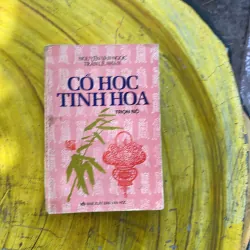 NGUYỄN VĂN NGỌC
TRẦN LÊ NHÂN
CỔ HỌC
TINH HOA
TRỌN BỘ